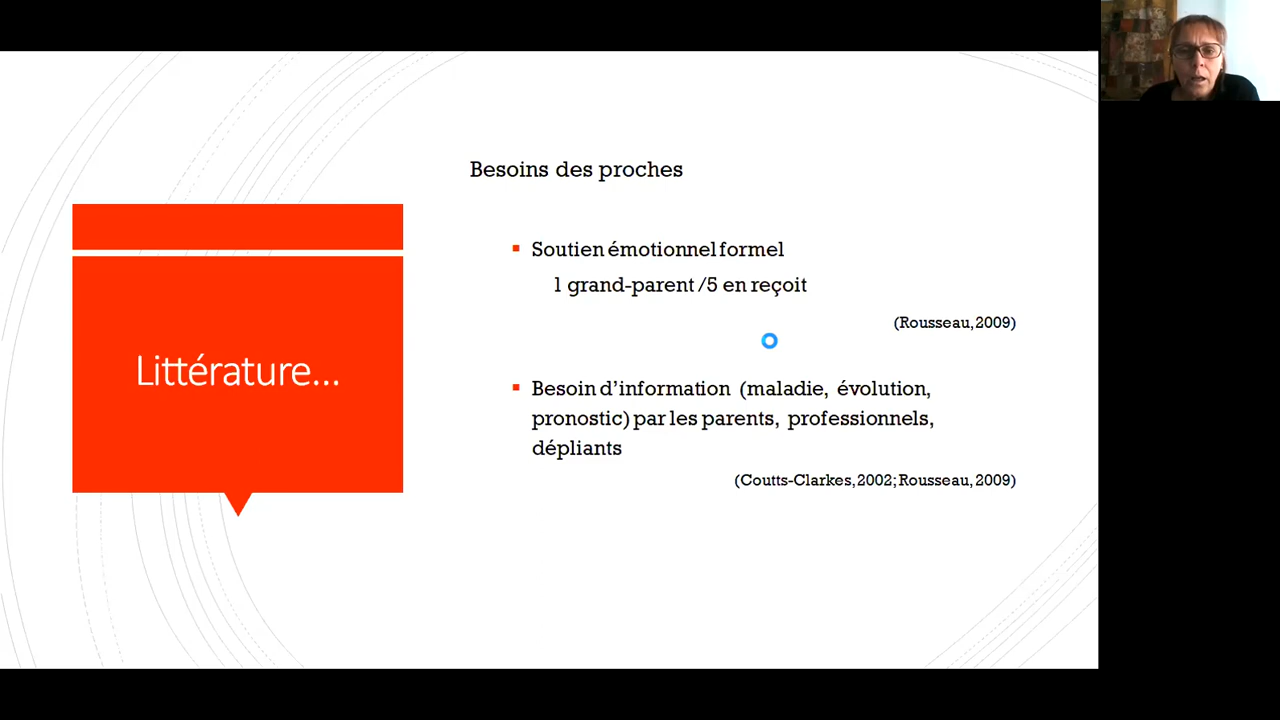 Besoins des proches
Soutien émotionnel formel
1 grand-parent /5 en reçoit
(Rousseau, 2009)
Littérature...
Besoin d'information (maladie, évolution,
pronostic) par les parents, professionnels,
dépliants
(Coutts-Clarkes, 2002; Rousseau, 2009)